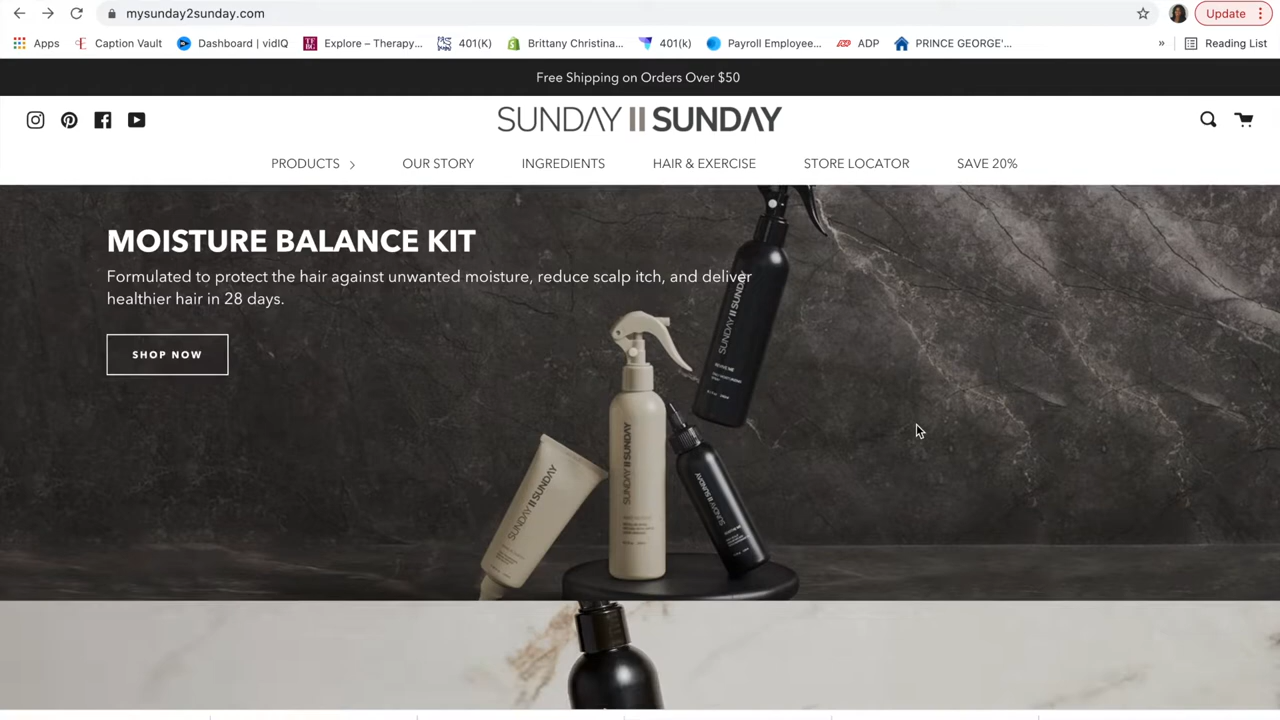 mysunday2sunday.com
Update
Apps
Caption Vault
Dashboard | vidIQ
Explore – Therapy...
401(K)
Brittany Christina...
401(k)
Payroll Employee...
ADP
PRINCE GEORGE'...
»
Reading List
Free Shipping on Orders Over $50
SUNDAY II SUNDAY
PRODUCTS
OUR STORY
INGREDIENTS
HAIR & EXERCISE
STORE LOCATOR
SAVE 20%
MOISTURE BALANCE KIT
Formulated to protect the hair against unwanted moisture, reduce scalp itch, and deliver
healthier hair in 28 days.
SHOP NOW
SUNDAY II SUNDAY
SUNDAY II SUNDAY
SUNDAY II SUNDAY
SUNDAY II SUNDAY